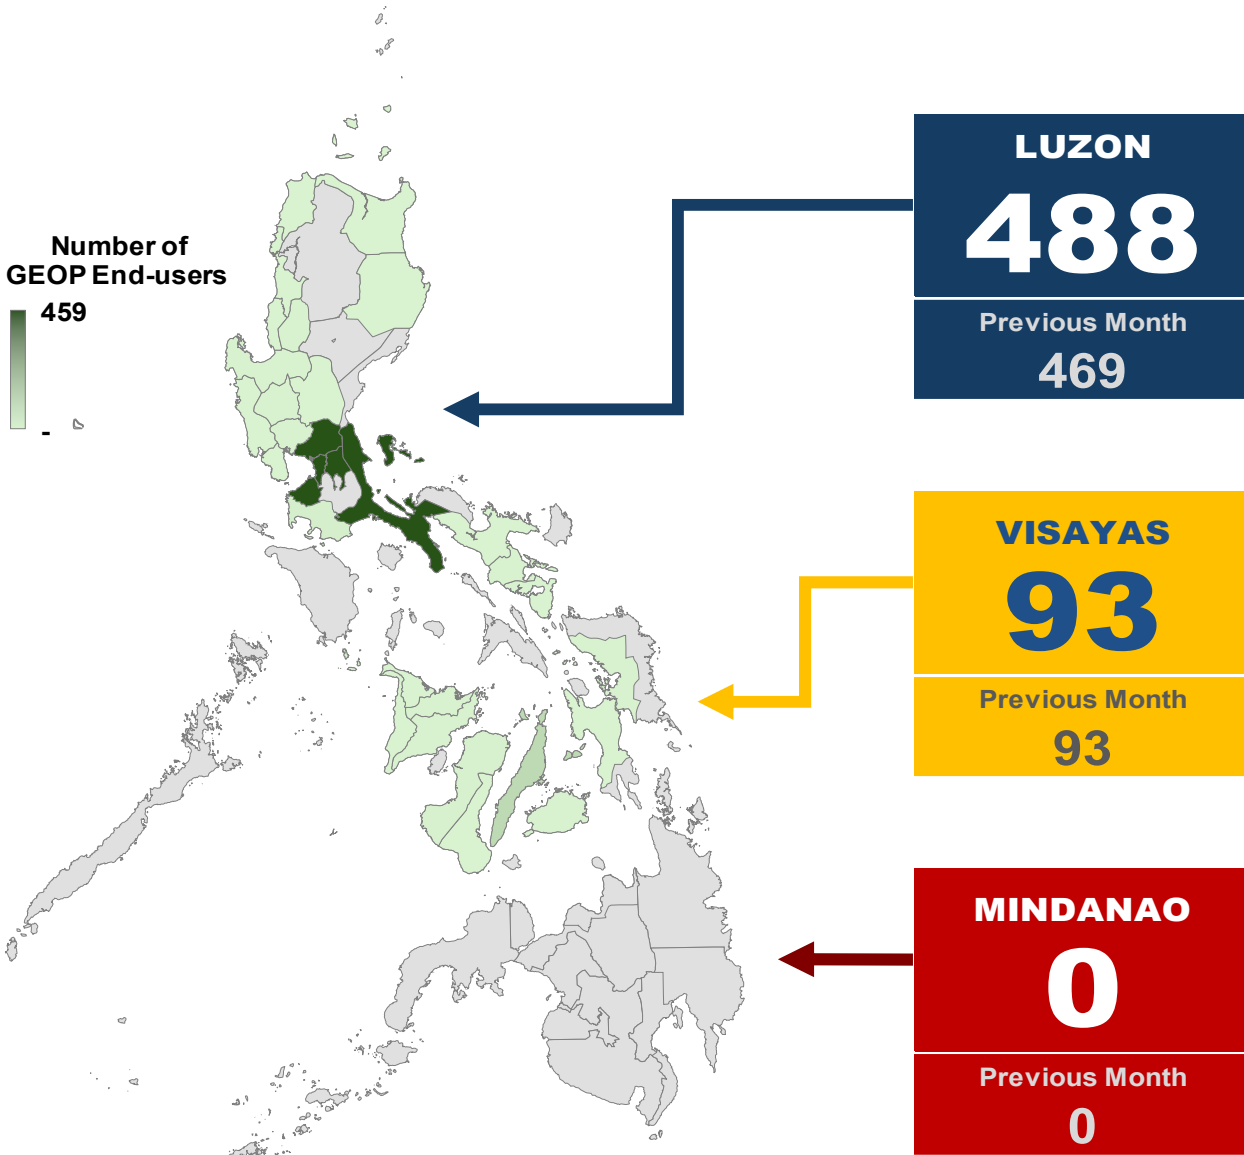 Number of
GEOP End-users
459
-
LUZON
488
Previous Month
469
VISAYAS
93
Previous Month
93
MINDANAO
0
Previous Month
0